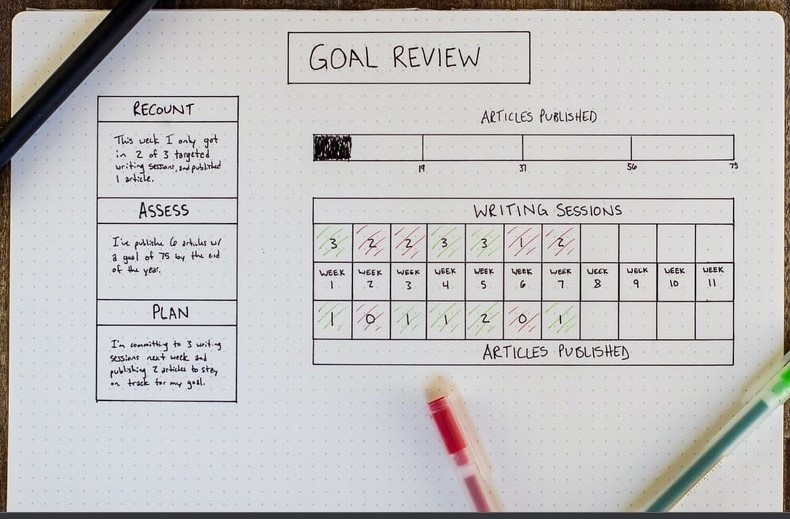 GOAL REVIEW
RECOUNT
This week I only got
in 2 of 3 targeted
writing sessions, and published
1 article.
ASSESS
I've publishe 6 articles w/
a goal of 75 by the end
of the year.
PLAN
I'm committing to 3 writing
sessions next week and
publishing 2 articles to stay
on track for my goal.
ARTICLES PUBLISHED
19 37 56 75
WRITING SESSIONS
3 2 2 3 3 1 2
WEEK WEEK WEEK WEEK WEEK WEEK WEEK WEEK WEEK WEEK WEEK
1 2 3 4 5 6 7 8 9 10 11
1 0 1 1 2 0 1
ARTICLES PUBLISHED